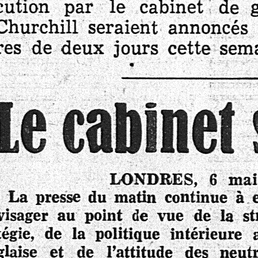 cution par le cabinet de g
Churchill seraient annoncés
res de deux jours cette sema
Le cabinet s
LONDRES, 6 mai
La presse du matin continue à e
visager au point de vue de la str
tégie, de la politique intérieure a
glaise et de l'attitude des neutr